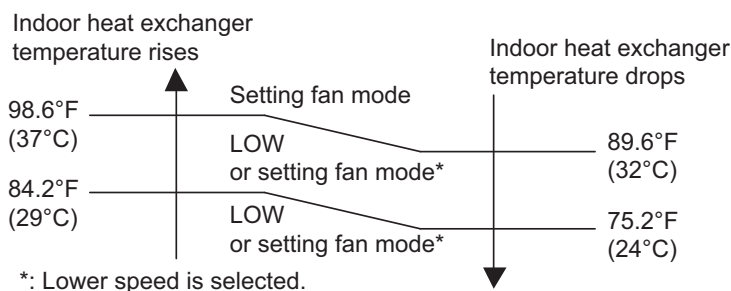 Indoor heat exchanger
temperature rises
Indoor heat exchanger
temperature drops
98.6°F
(37°C)
Setting fan mode
LOW
or setting fan mode*
89.6°F
(32°C)
84.2°F
(29°C)
LOW
or setting fan mode*
75.2°F
(24°C)
*: Lower speed is selected.